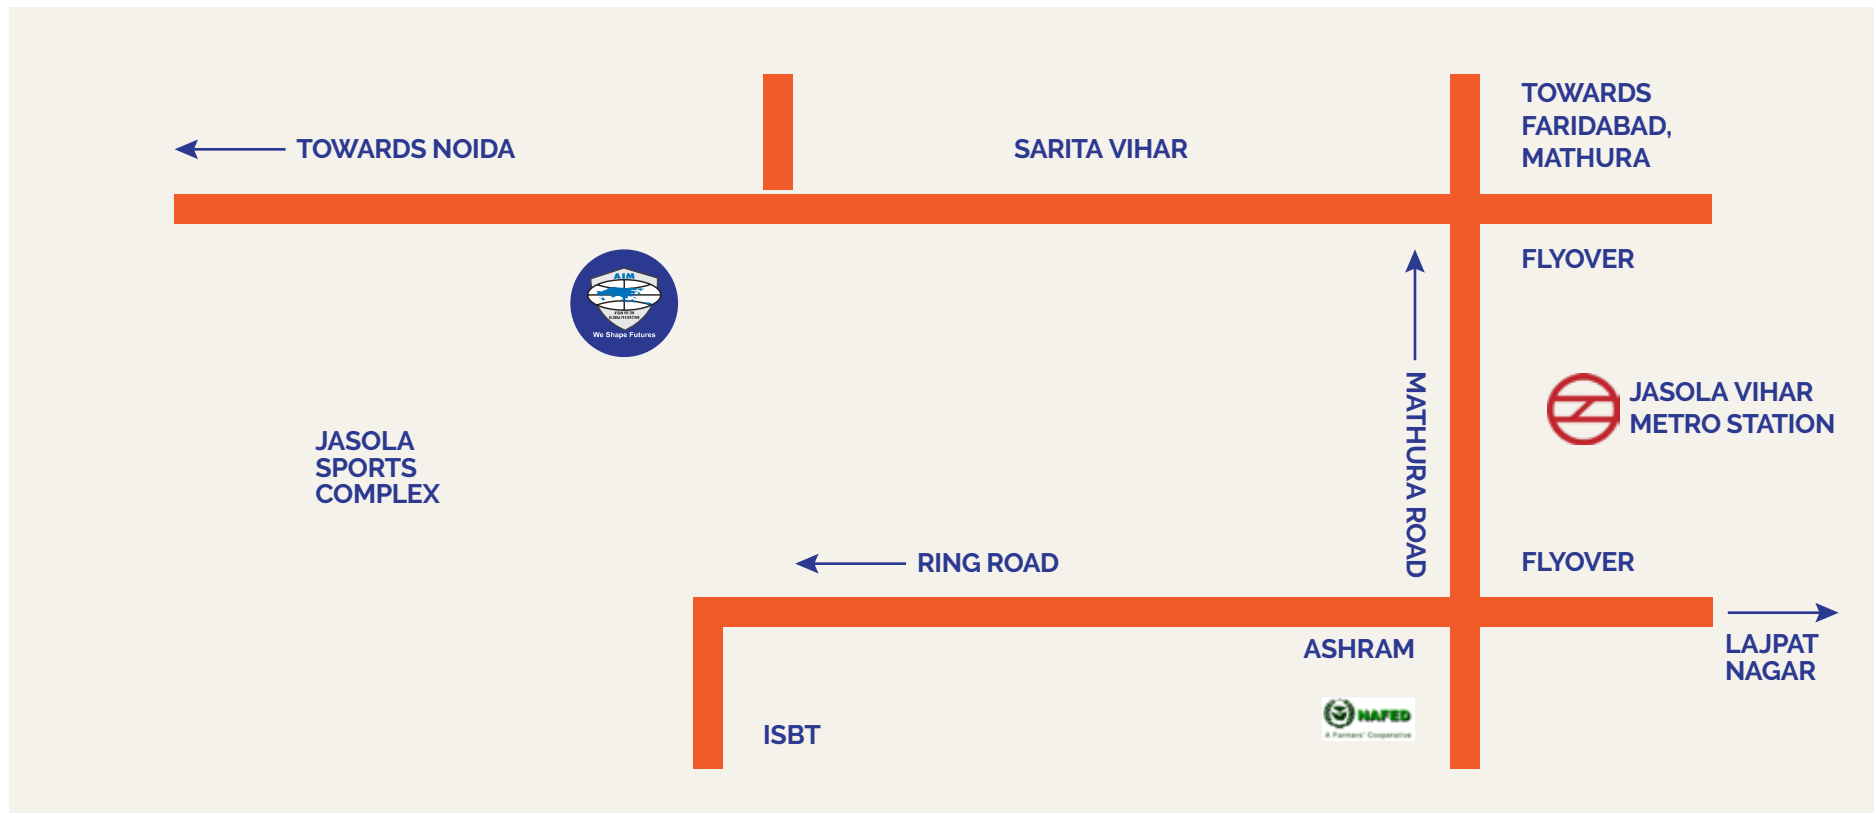 TOWARDS
FARIDABAD,
MATHURA
TOWARDS NOIDA
SARITA VIHAR
FLYOVER
AIM
We Shape Futures
MATHURA ROAD
JASOLA VIHAR
METRO STATION
JASOLA
SPORTS
COMPLEX
RING ROAD
FLYOVER
ASHRAM
LAJPAT
NAGAR
ISBT
NAFED
A Farmers' Cooperative